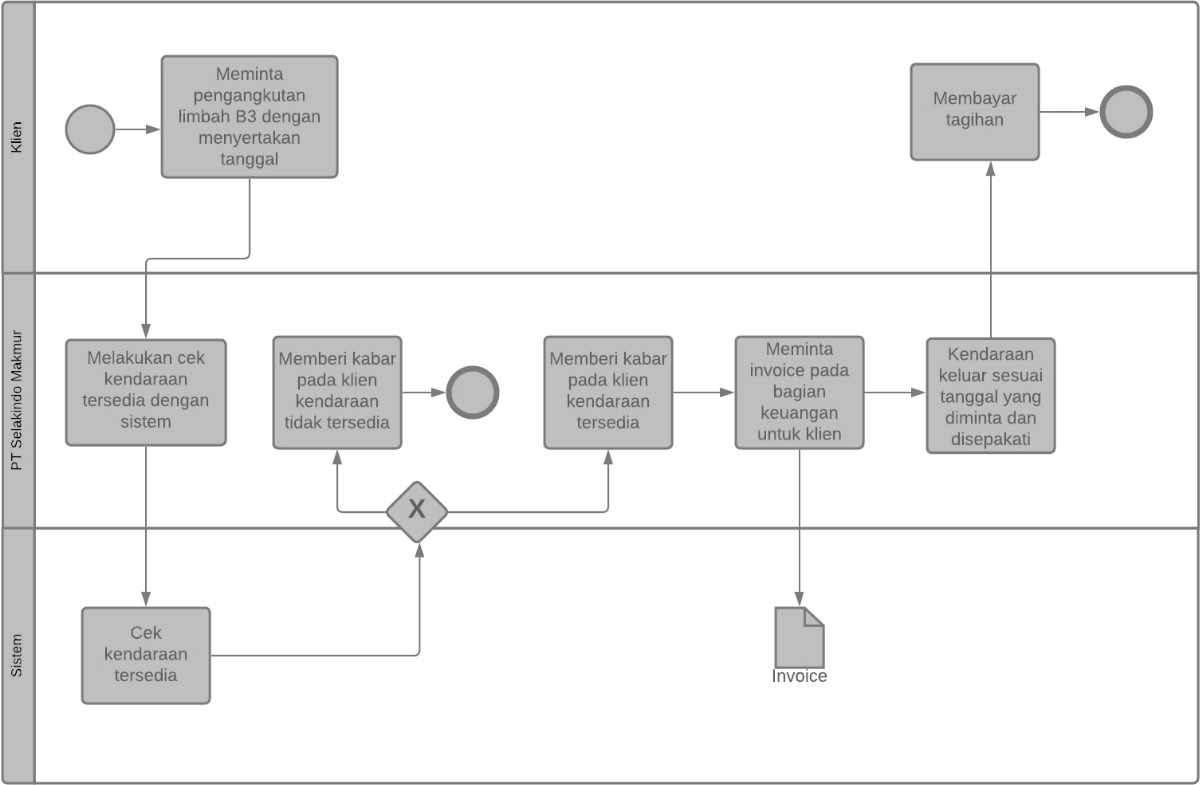 Klien
Meminta
pengangkutan
limbah B3 dengan
menyertakan
tanggal
Membayar
tagihan
PT Selakindo Makmur
Melakukan cek
kendaraan
tersedia dengan
sistem
Memberi kabar
pada klien
kendaraan
tidak tersedia
Memberi kabar
pada klien
kendaraan
tersedia
Meminta
invoice pada
bagian
keuangan
untuk klien
Kendaraan
keluar sesuai
tanggal yang
diminta dan
disepakati
X
Sistem
Cek
kendaraan
tersedia
Invoice